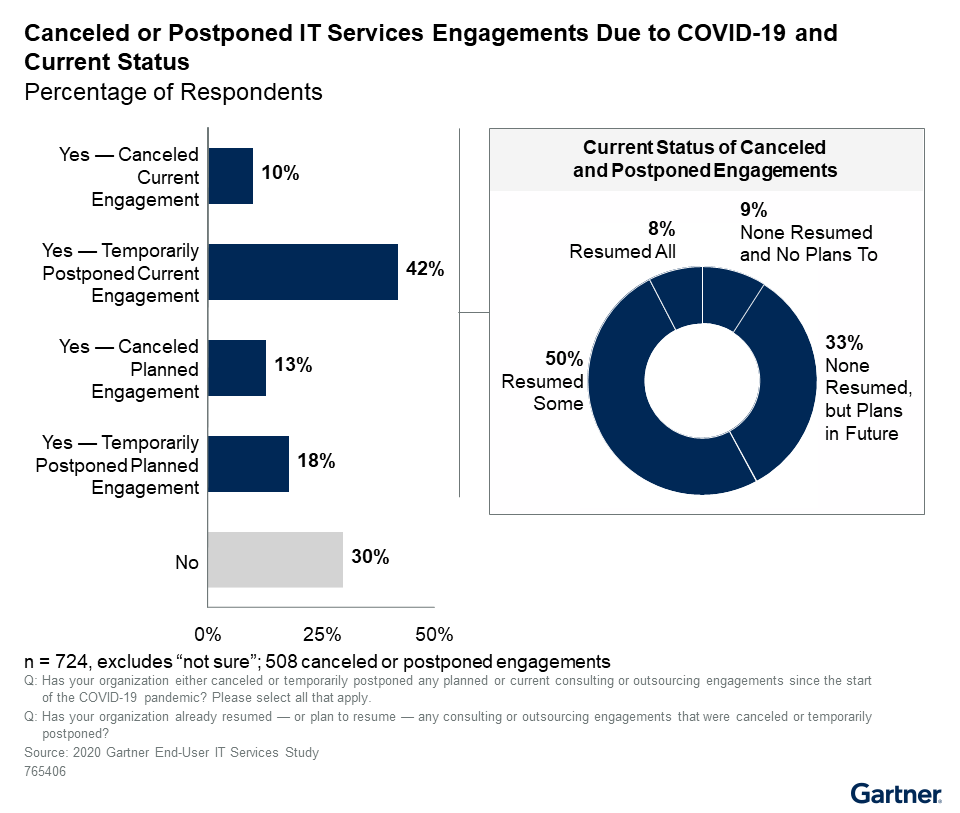 Canceled or Postponed IT Services Engagements Due to COVID-19 and
Current Status
Percentage of Respondents
Yes — Canceled
Current
Engagement
10%
Yes — Temporarily
Postponed Current
Engagement
42%
Yes — Canceled
Planned
Engagement
13%
Yes — Temporarily
Postponed Planned
Engagement
18%
No
30%
0%
25%
50%
Current Status of Canceled
and Postponed Engagements
8%
Resumed All
9%
None Resumed
and No Plans To
50%
Resumed
Some
33%
None
Resumed,
but Plans
in Future
n = 724, excludes “not sure”; 508 canceled or postponed engagements
Q: Has your organization either canceled or temporarily postponed any planned or current consulting or outsourcing engagements since the start
of the COVID-19 pandemic? Please select all that apply.
Q: Has your organization already resumed — or plan to resume — any consulting or outsourcing engagements that were canceled or temporarily
postponed?
Source: 2020 Gartner End-User IT Services Study
765406
Gartner